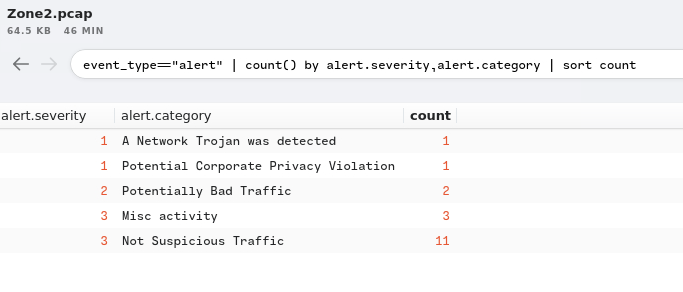 Zone2.pcap
64.5 KB 46 MIN
event_type=="alert" | count() by alert.severity,alert.category | sort count
alert.severity alert.category count
1 A Network Trojan was detected 1
1 Potential Corporate Privacy Violation 1
2 Potentially Bad Traffic 2
3 Misc activity 3
3 Not Suspicious Traffic 11